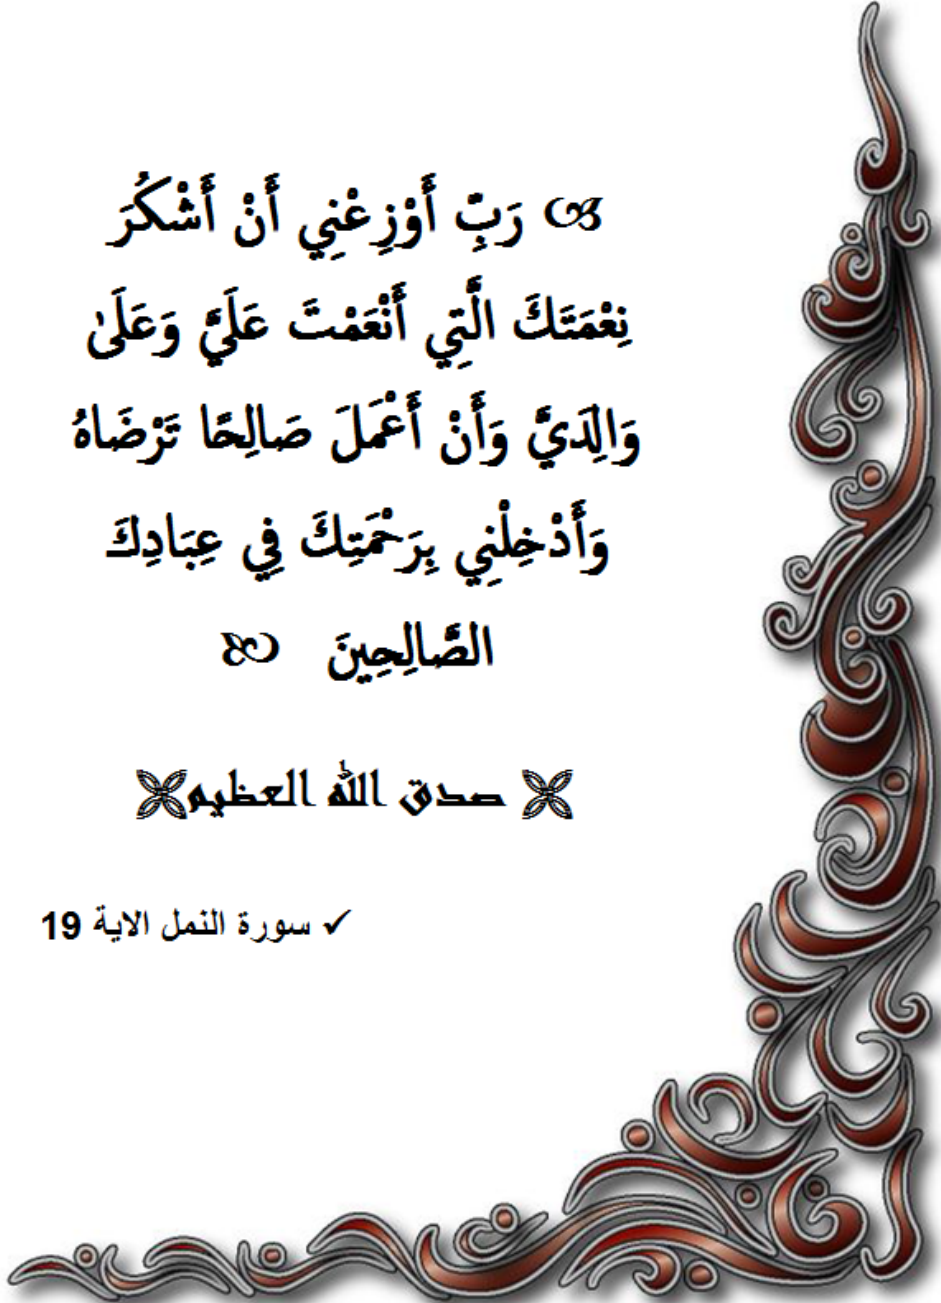 رَبِّ أَوْزِعْنِي أَنْ أَشْكُرَ
نِعْمَتَكَ الَّتِي أَنْعَمْتَ عَلَيَّ وَعَلَىٰ
وَالِدَيَّ وَأَنْ أَعْمَلَ صَالِحًا تَرْضَاهُ
وَأَدْخِلْنِي بِرَحْمَتِكَ فِي عِبَادِكَ
الصَّالِحِينَ
صدق الله العظيم
✓ سورة النمل الاية 19